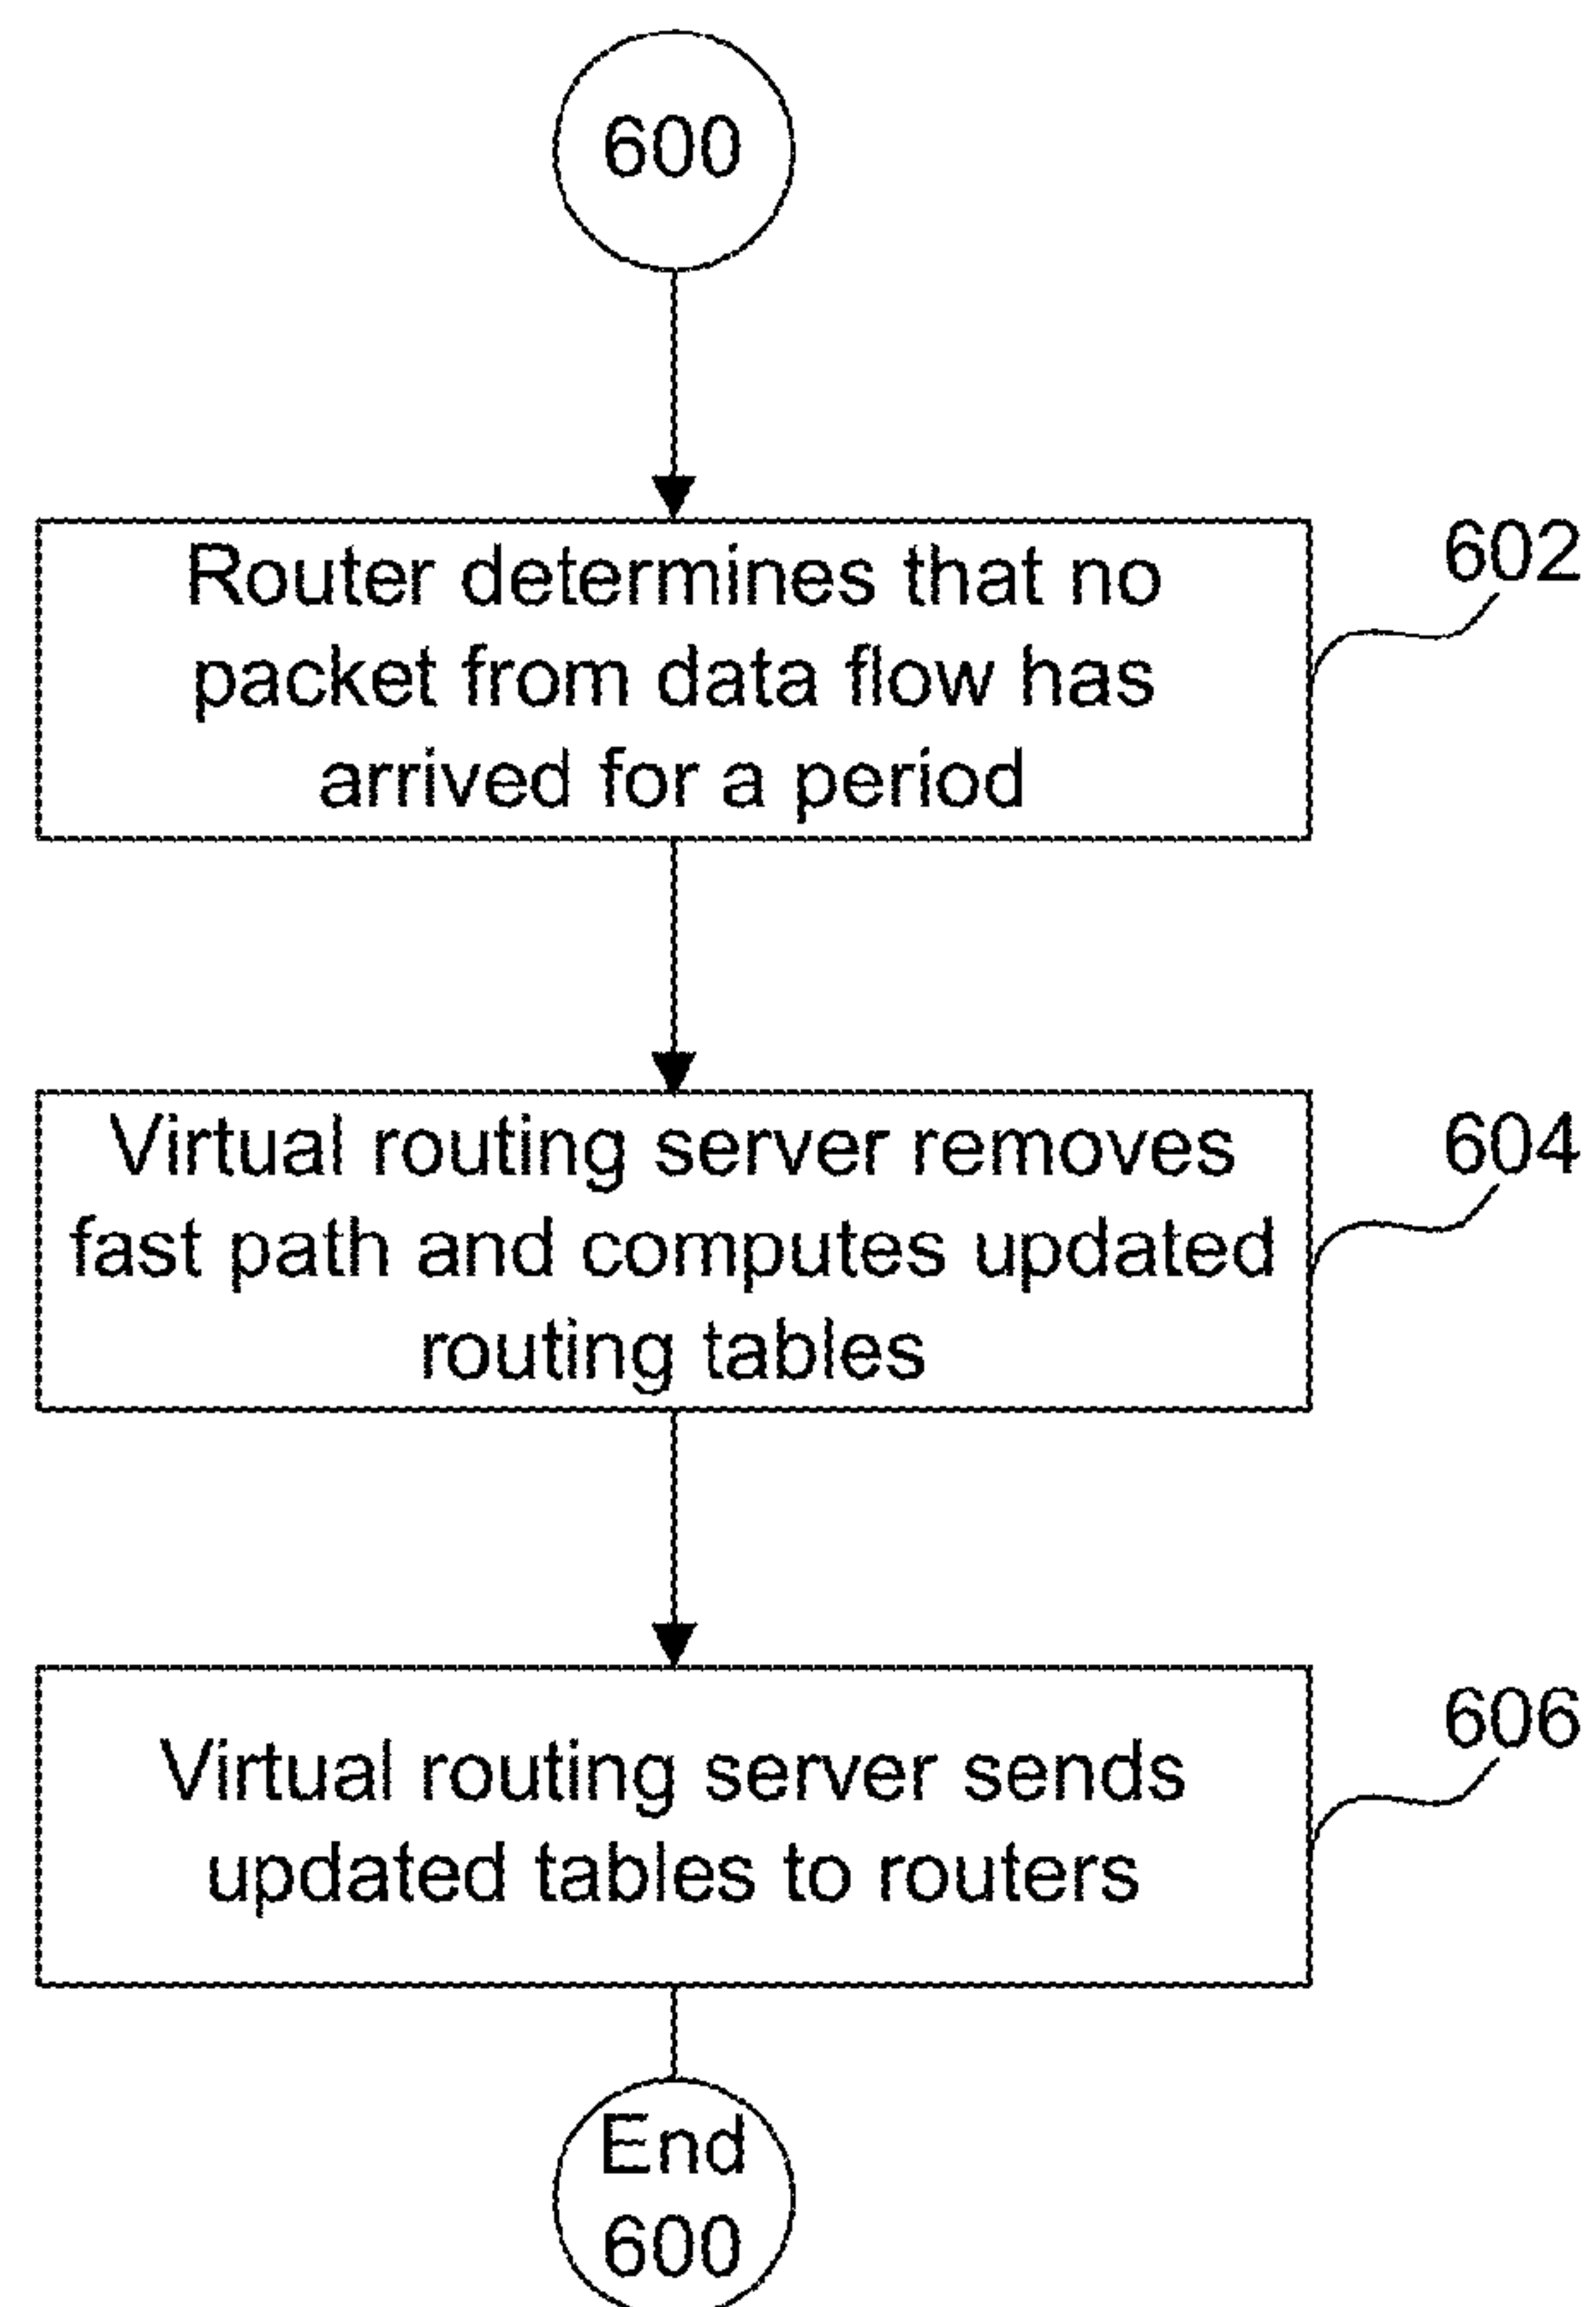 600
Router determines that no
packet from data flow has
arrived for a period
602
Virtual routing server removes
fast path and computes updated
routing tables
604
Virtual routing server sends
updated tables to routers
606
End
600